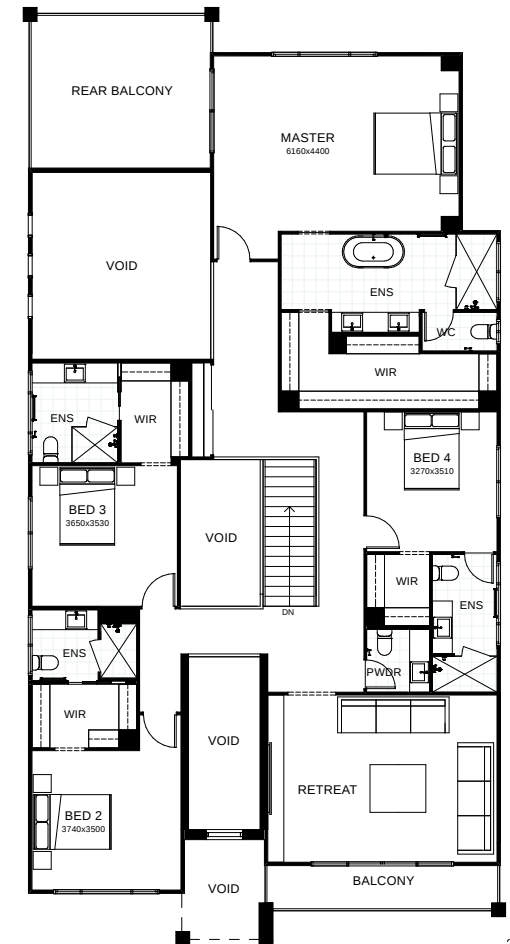 REAR BALCONY
MASTER
6160x4400
VOID
ENS
WC
WIR
ENS
WIR
BED 4
3270x3510
BED 3
3650x3530
VOID
WIR
ENS
DN
ENS
PWDR
WIR
VOID
RETREAT
BED 2
3740x3500
BALCONY
VOID